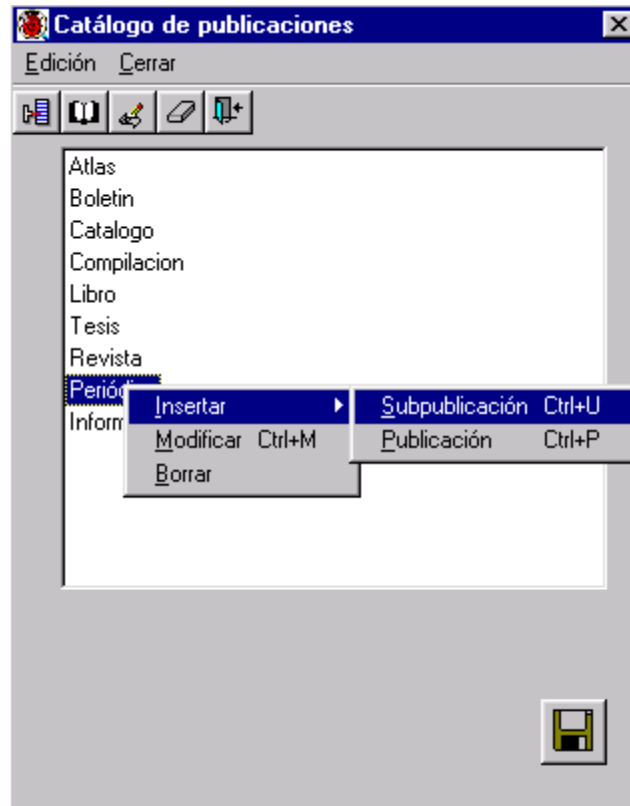 Catálogo de publicaciones
Edición Cerrar
Atlas
Boletin
Catalogo
Compilacion
Libro
Tesis
Revista
Insertar
Subpublicación Ctrl+U
Modificar Ctrl+M
Publicación Ctrl+P
Borrar